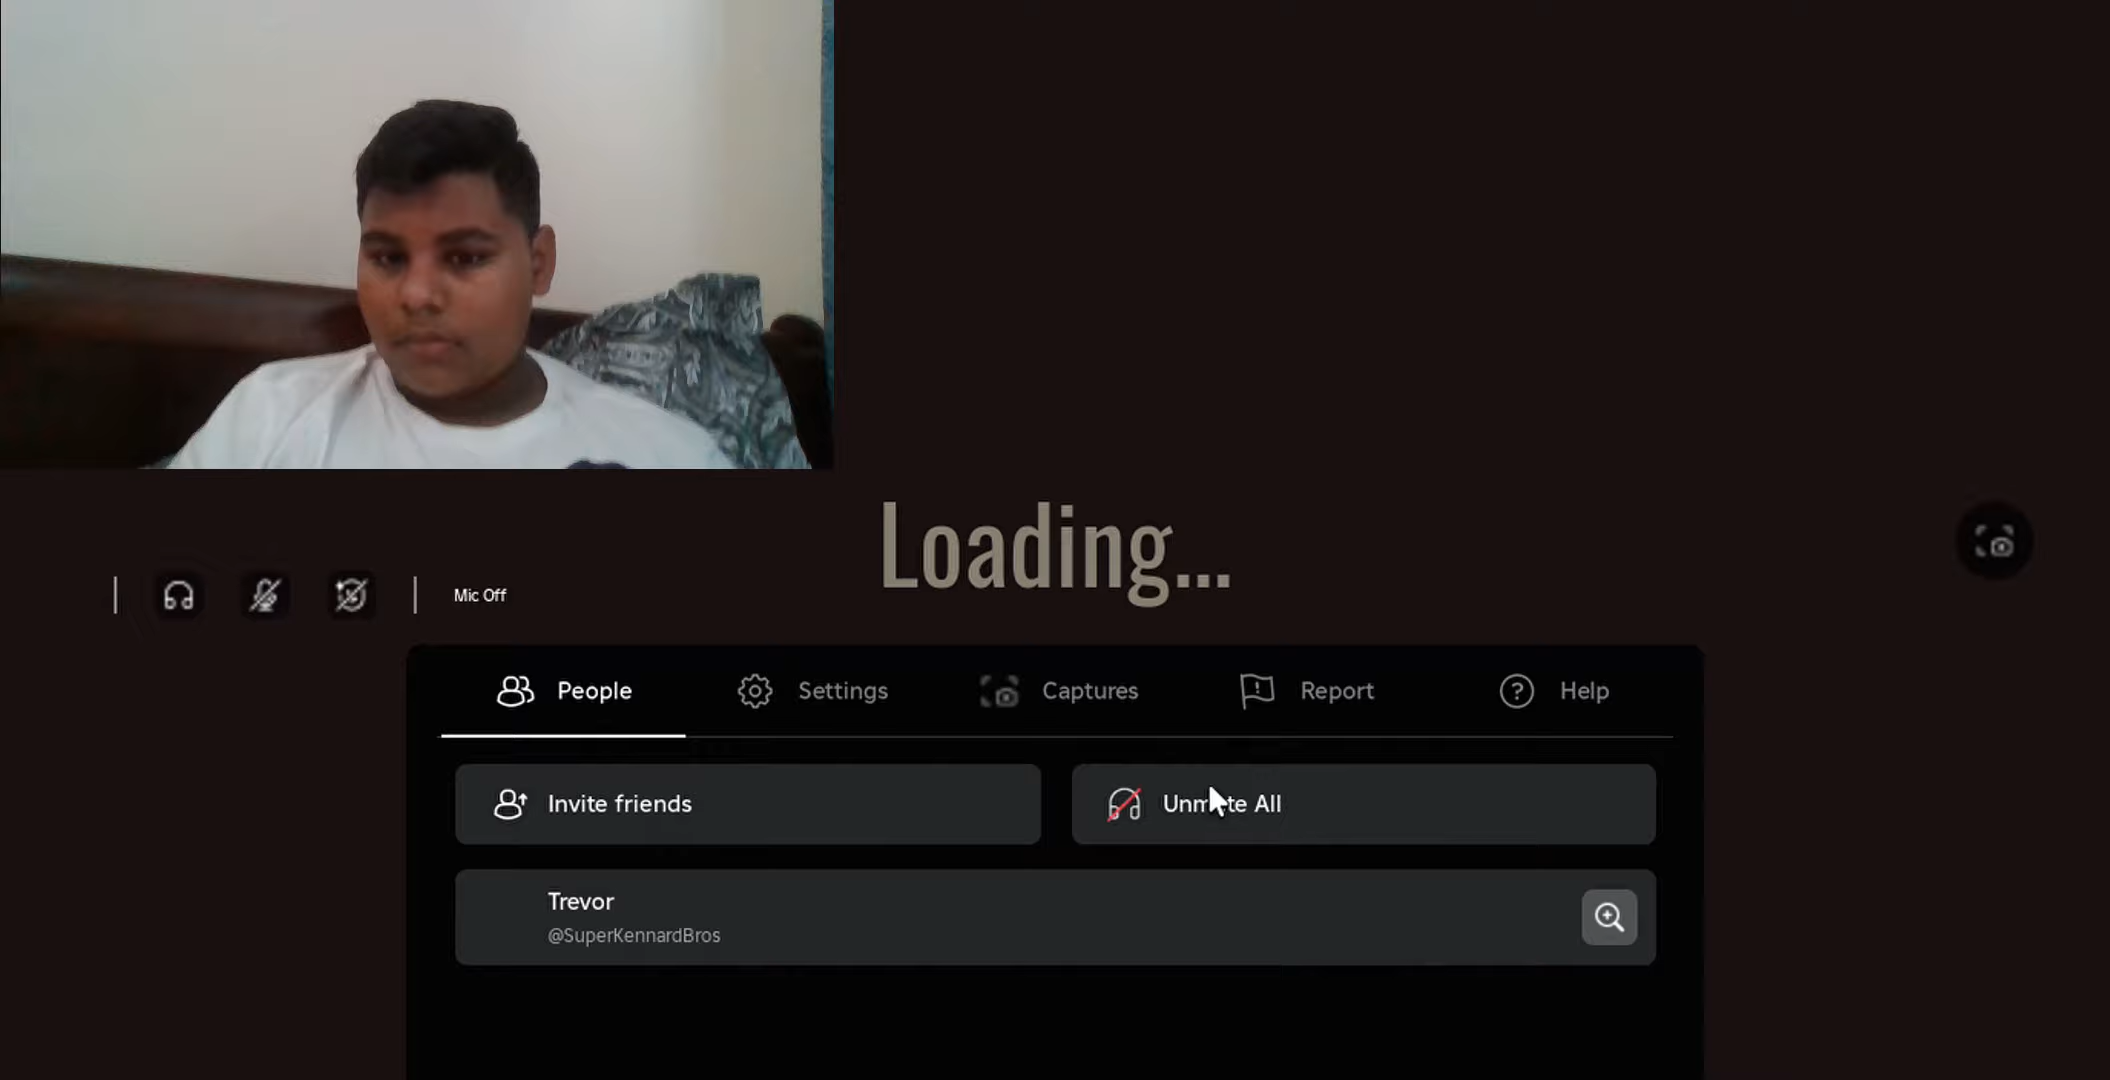 Loading...
Mic Off
People
Settings
Captures
Report
Help
Invite friends
Unmute All
Trevor
@SuperKennardBros